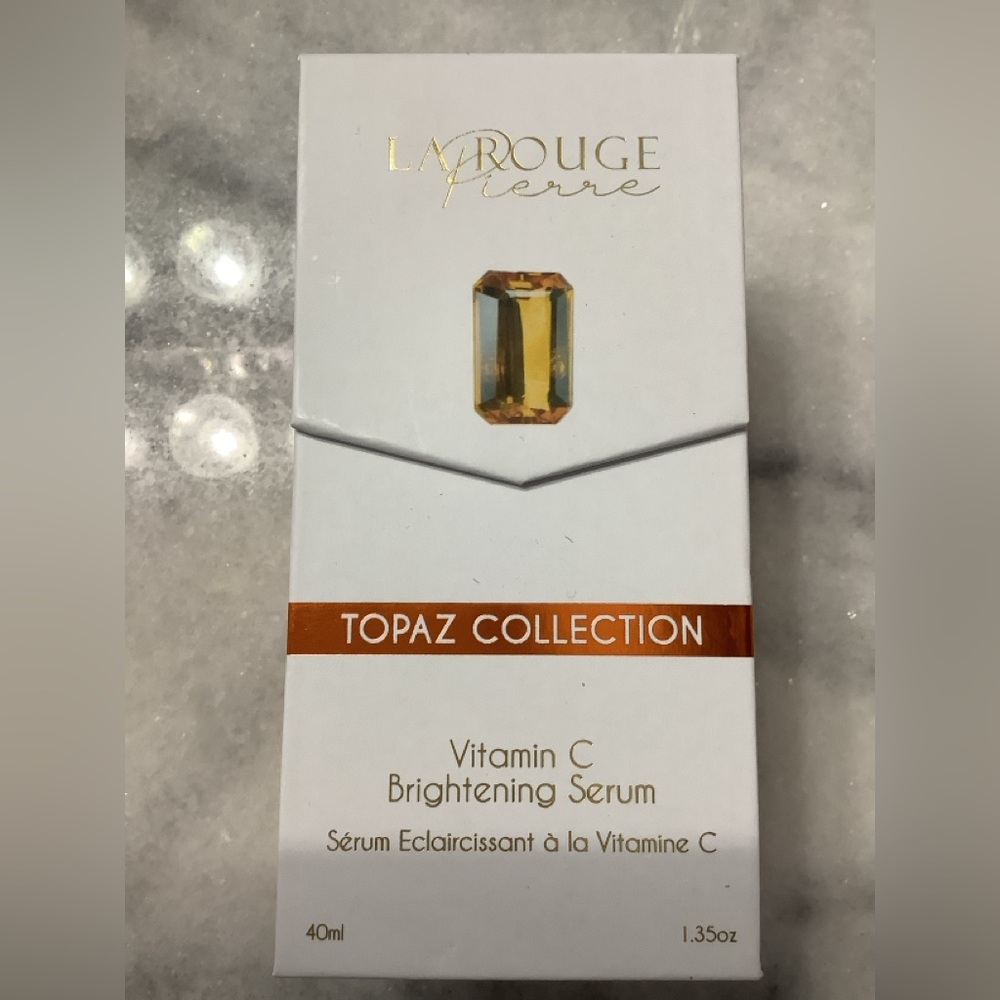 LA ROUGE
Pierre
TOPAZ COLLECTION
Vitamin C
Brightening Serum
Sérum Eclaircissant à la Vitamine C
40ml 1.35oz